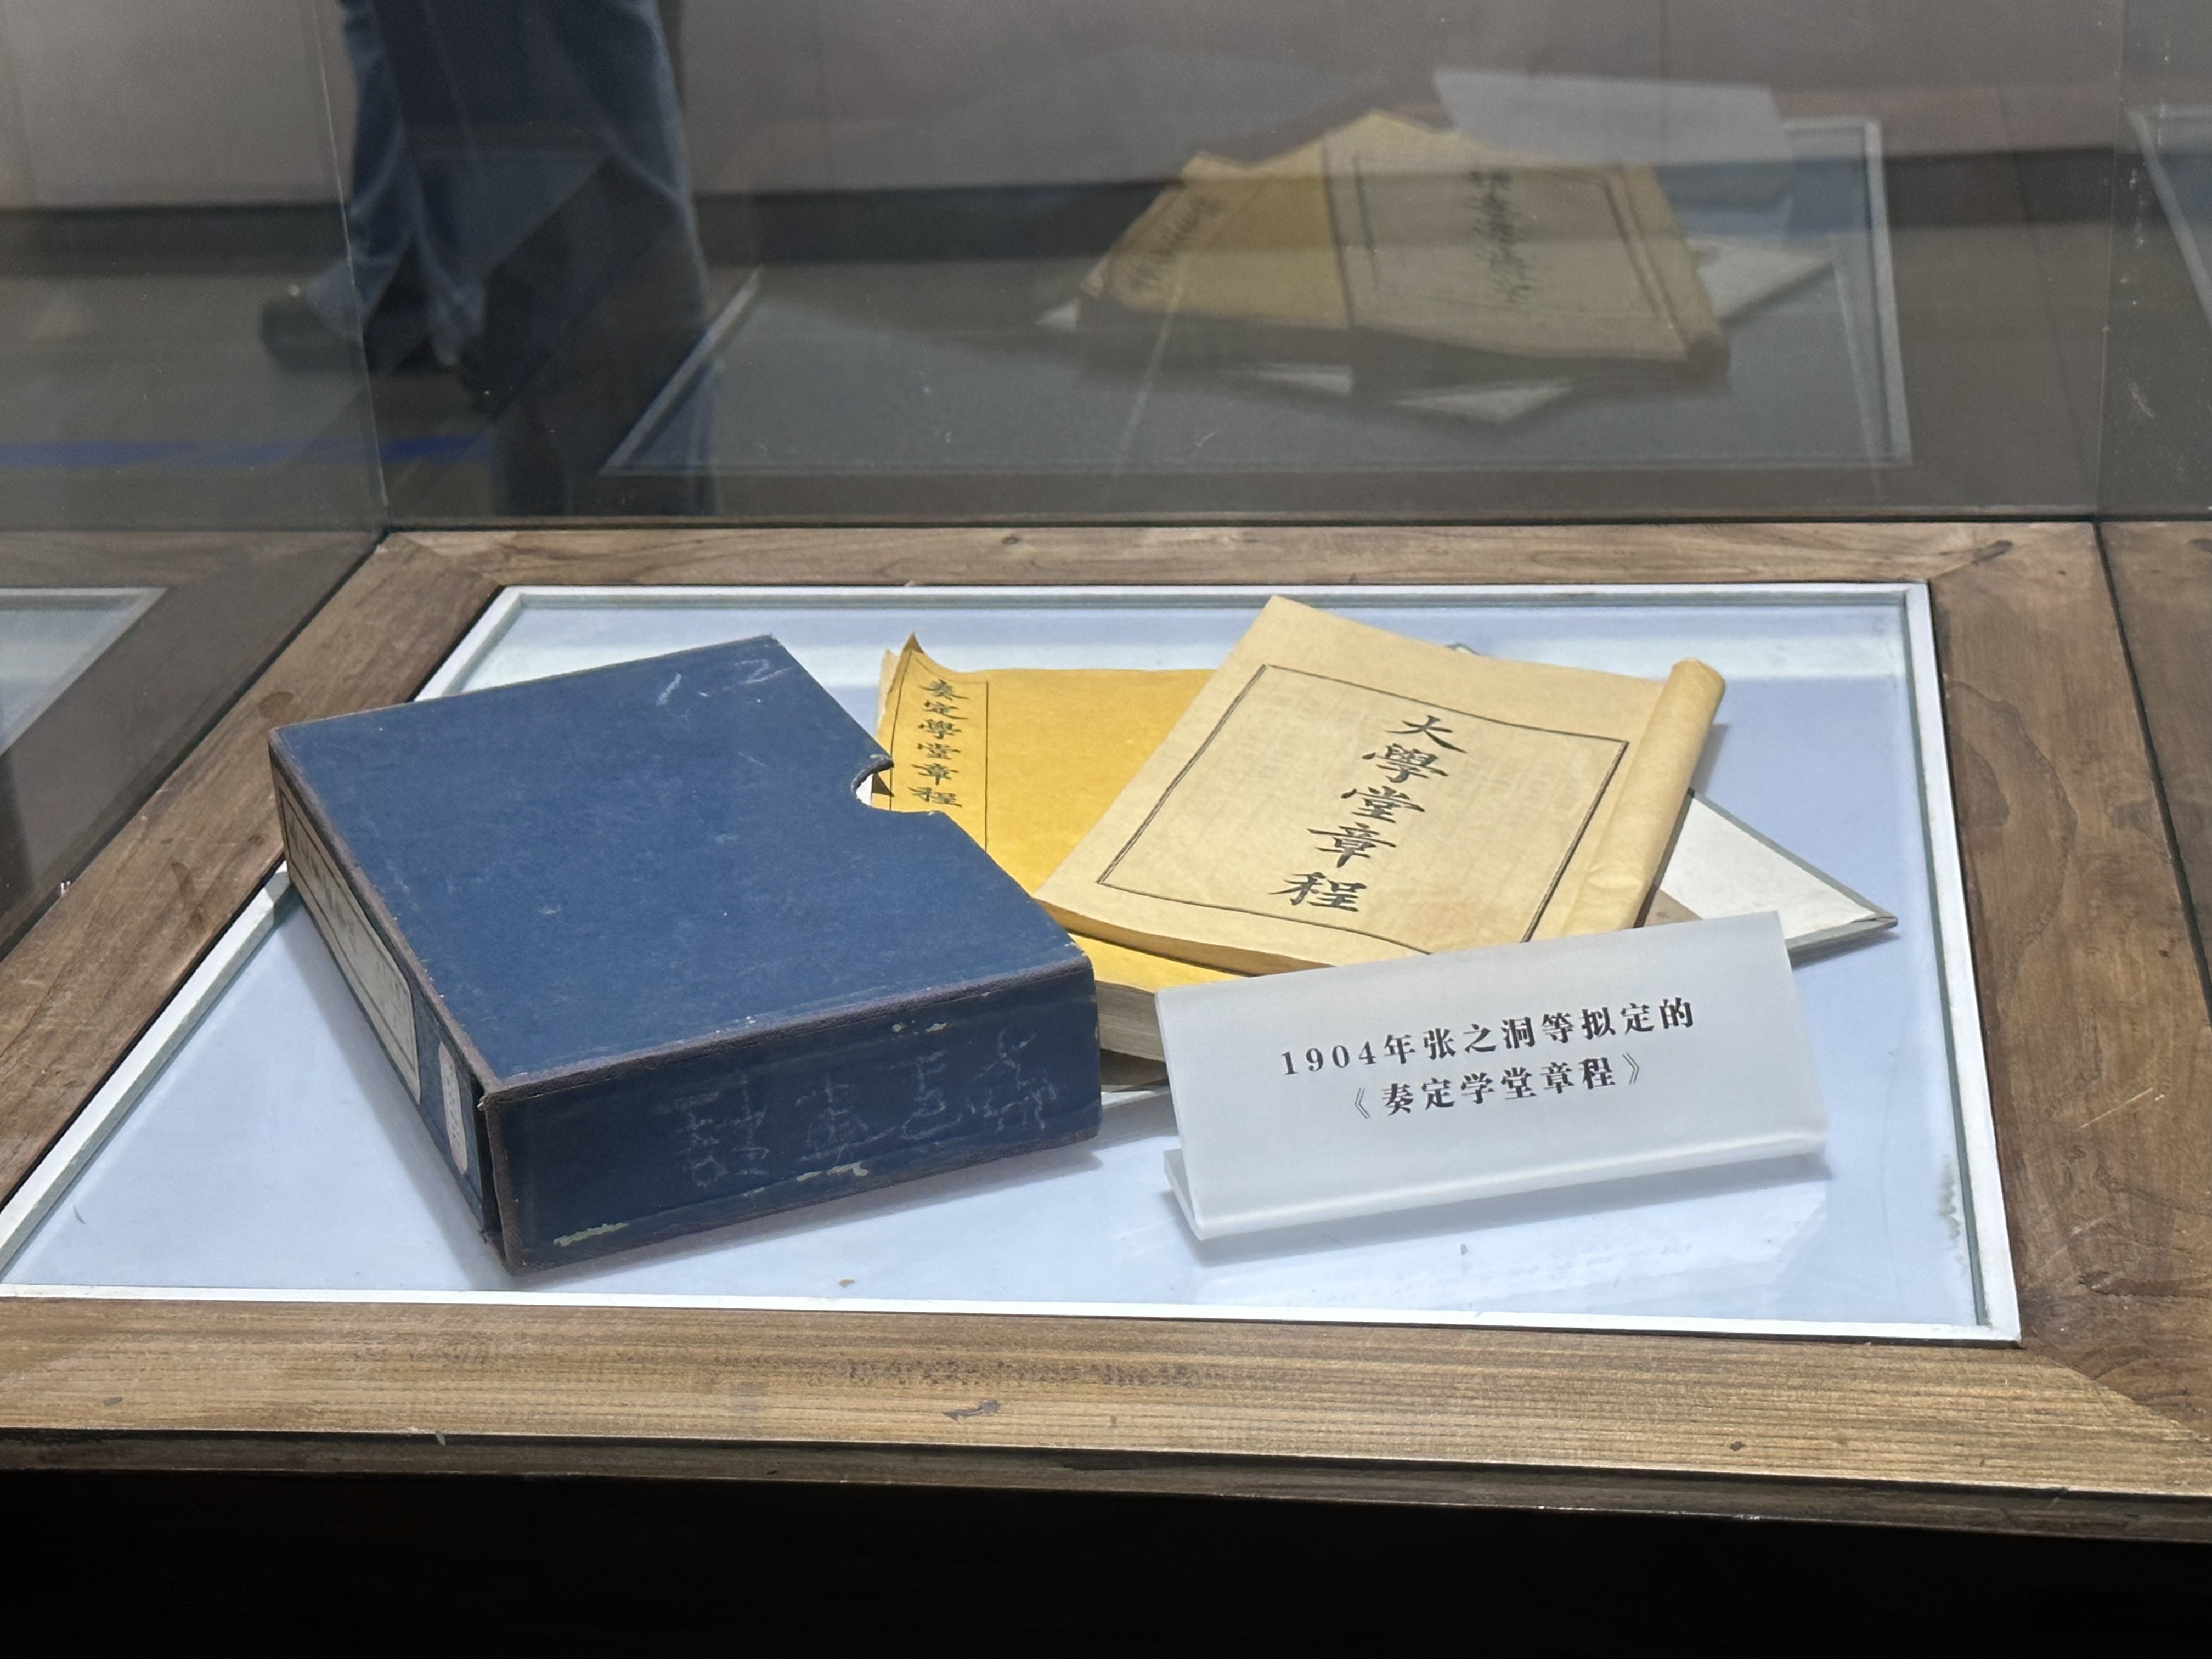 奏定學堂章程
大學堂章程
1904年张之洞等拟定的
《奏定学堂章程》